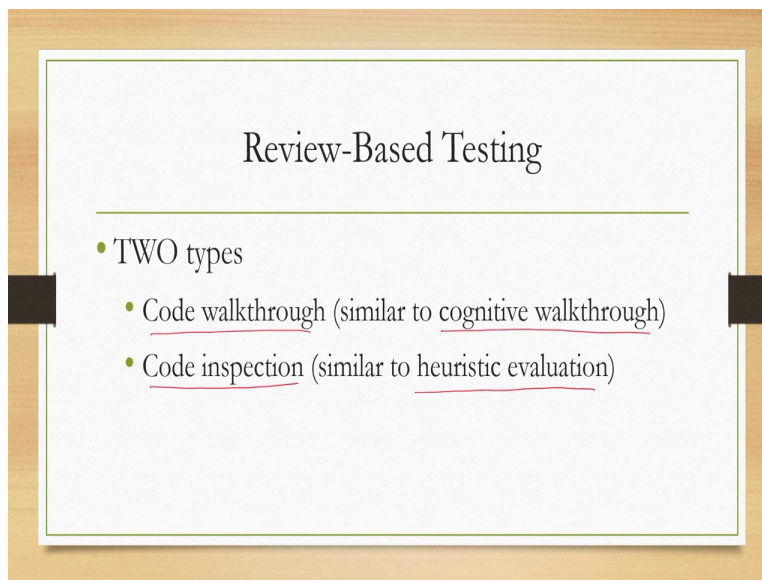 Review-Based Testing
• TWO types
• Code walkthrough (similar to cognitive walkthrough)
• Code inspection (similar to heuristic evaluation)